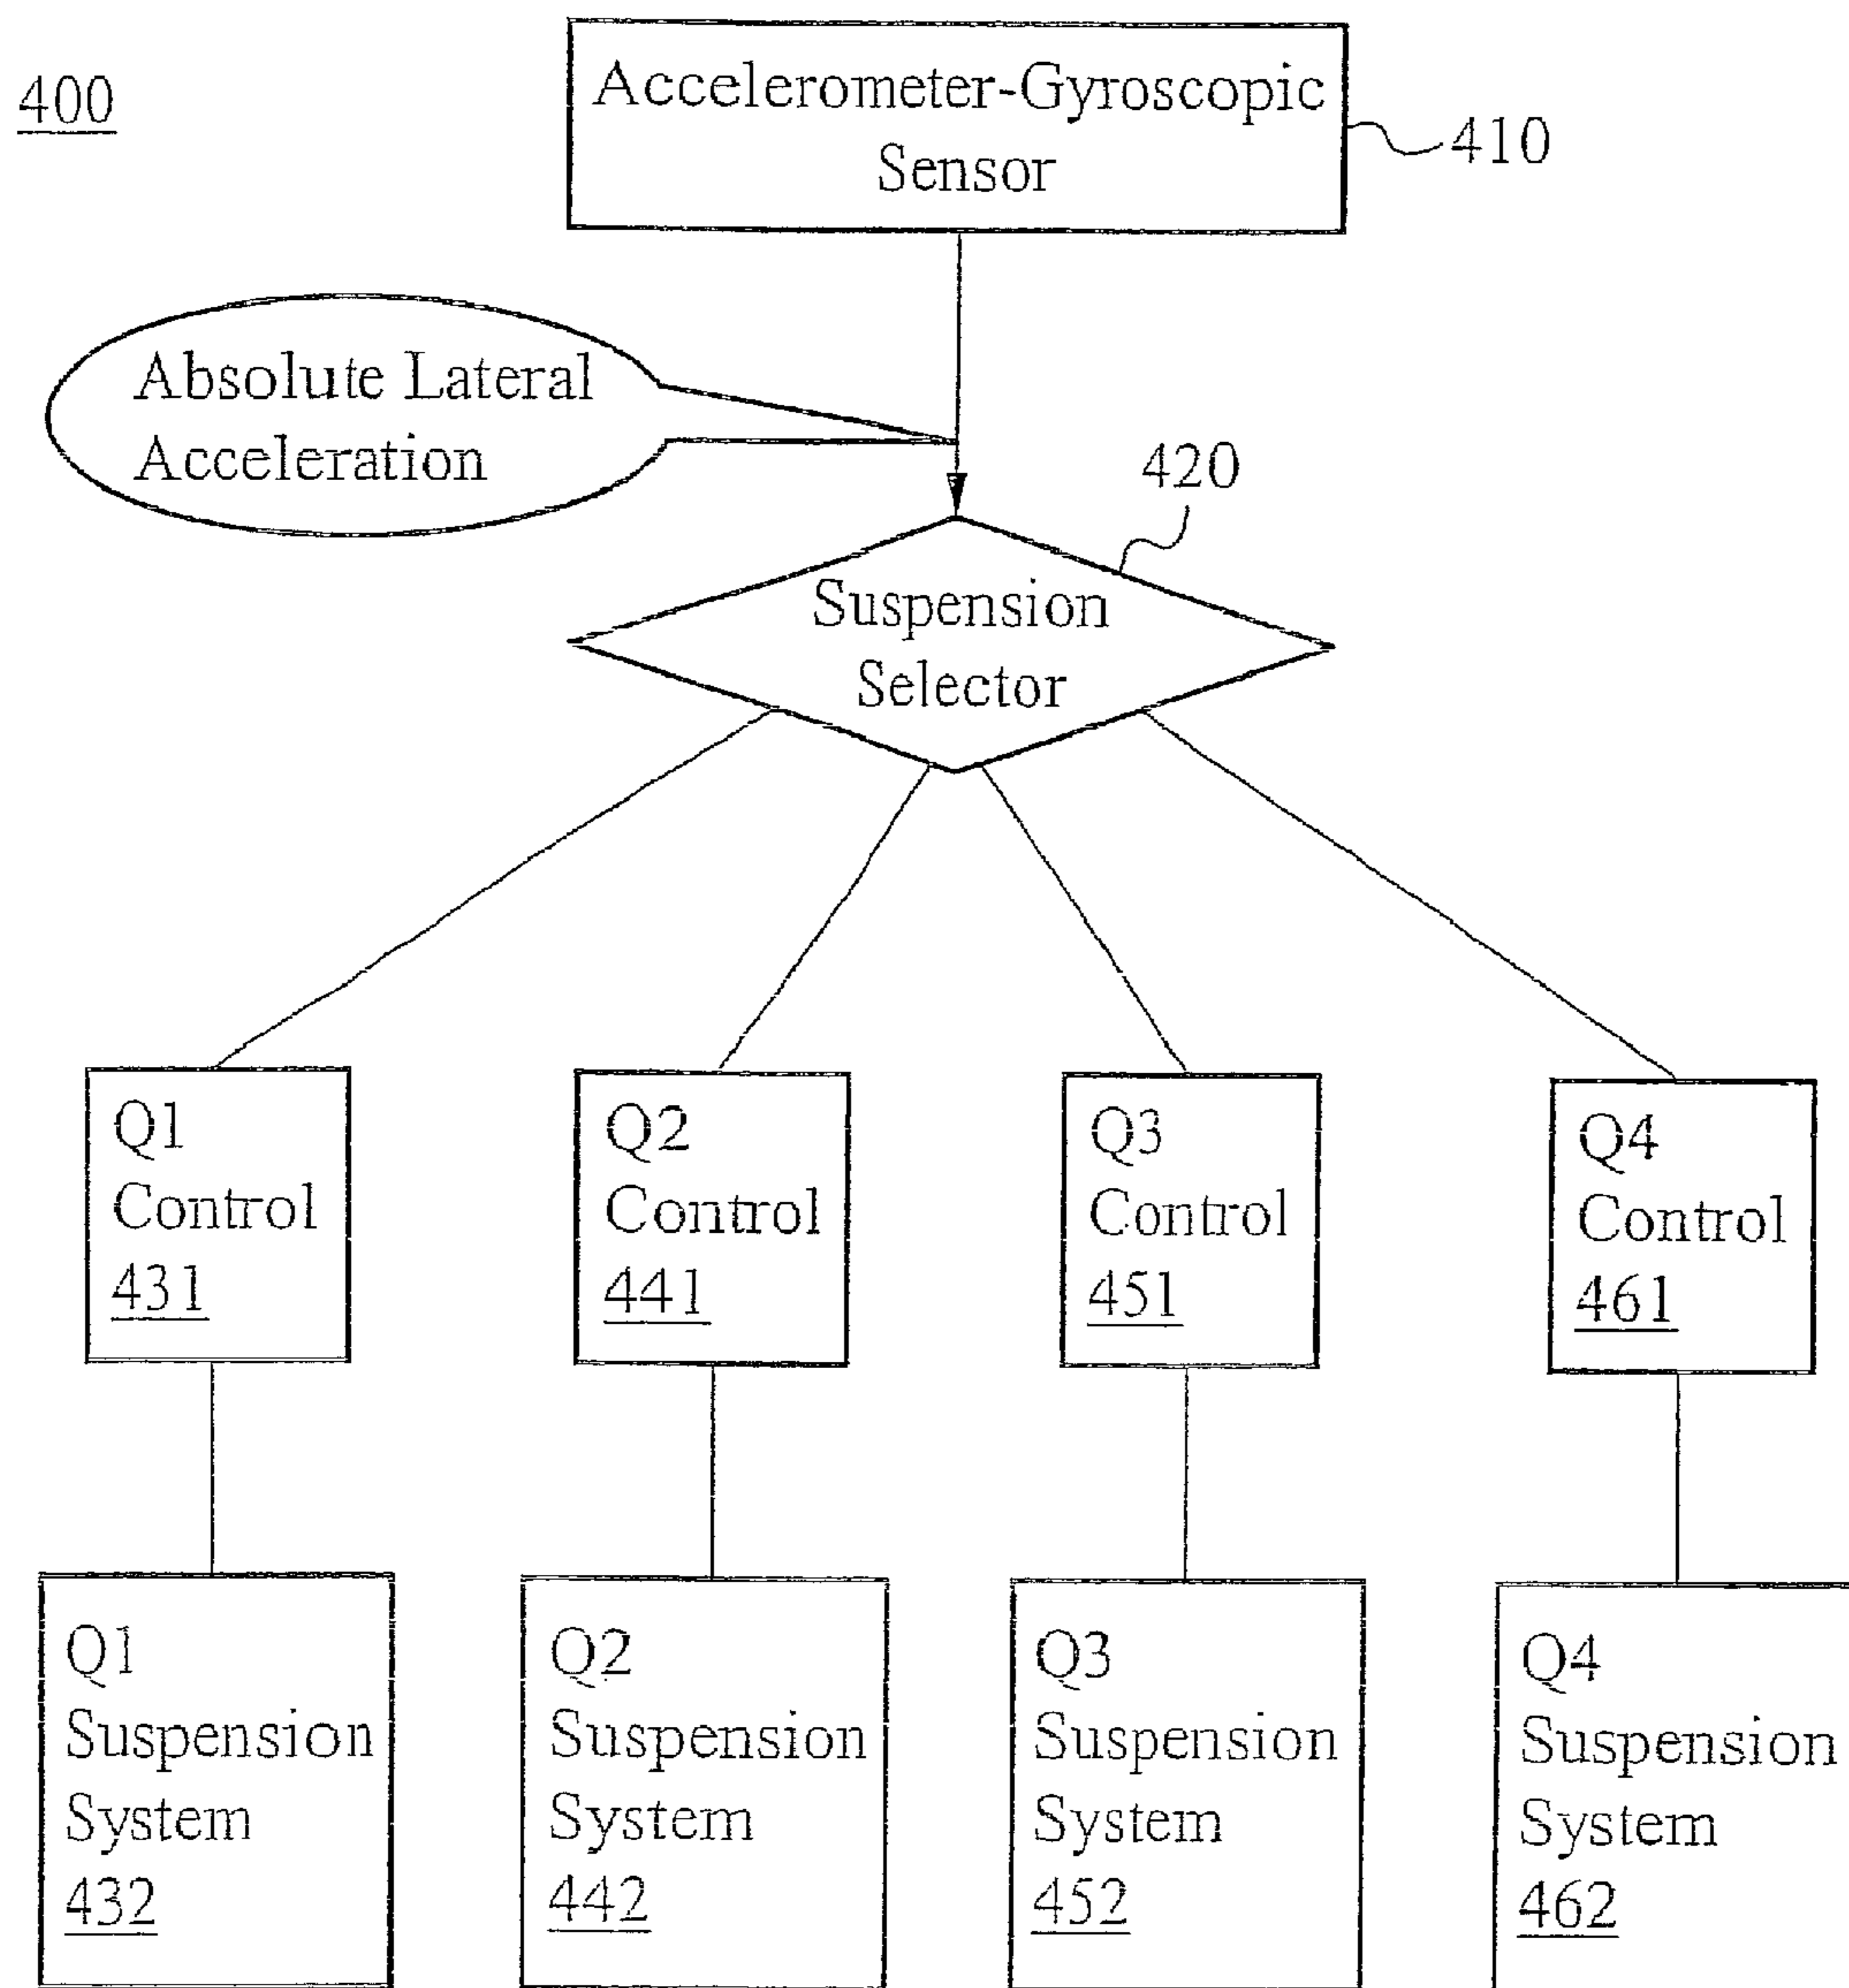 400
Accelerometer-Gyroscopic
Sensor
410
Absolute Lateral
Acceleration
420
Suspension
Selector
Q1
Control
431
Q2
Control
441
Q3
Control
451
Q4
Control
461
Q1
Suspension
System
432
Q2
Suspension
System
442
Q3
Suspension
System
452
Q4
Suspension
System
462